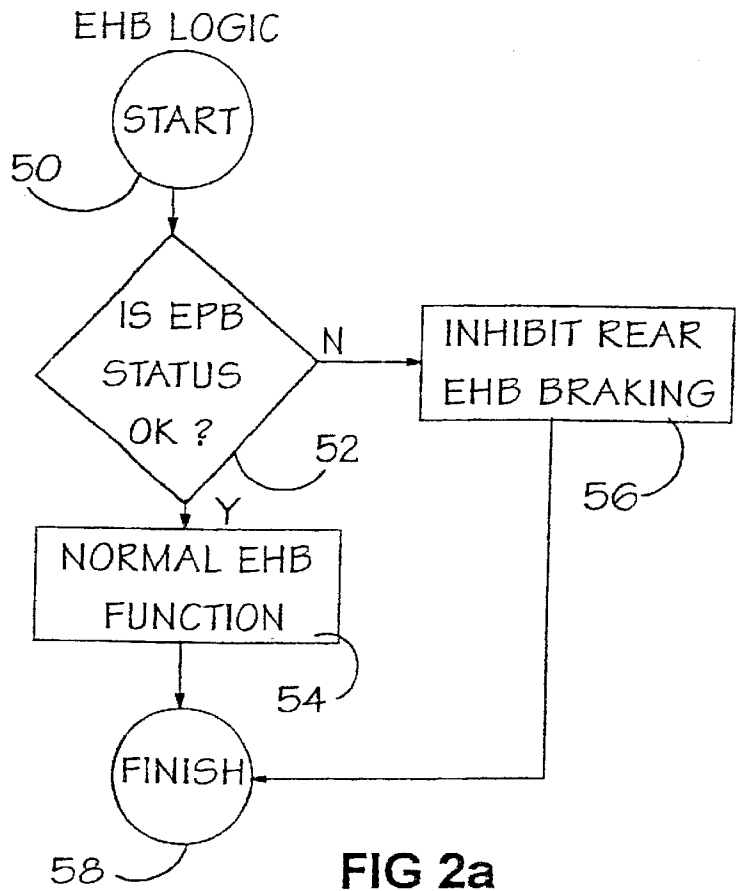 EHB LOGIC
START
50
IS EPB
STATUS
OK ?
N
INHIBIT REAR
EHB BRAKING
52
56
Y
NORMAL EHB
FUNCTION
54
FINISH
58
FIG 2a